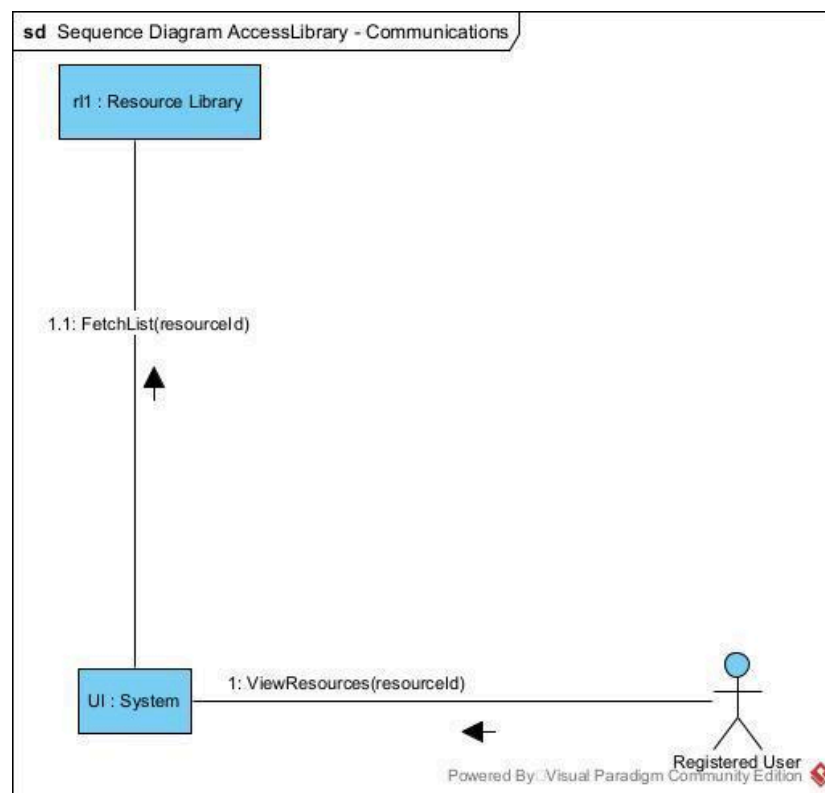 sd Sequence Diagram AccessLibrary - Communications
rl1 : Resource Library
1.1: FetchList(resourceId)
UI : System
1: ViewResources(resourceId)
Registered User
Powered By Visual Paradigm Community Edition